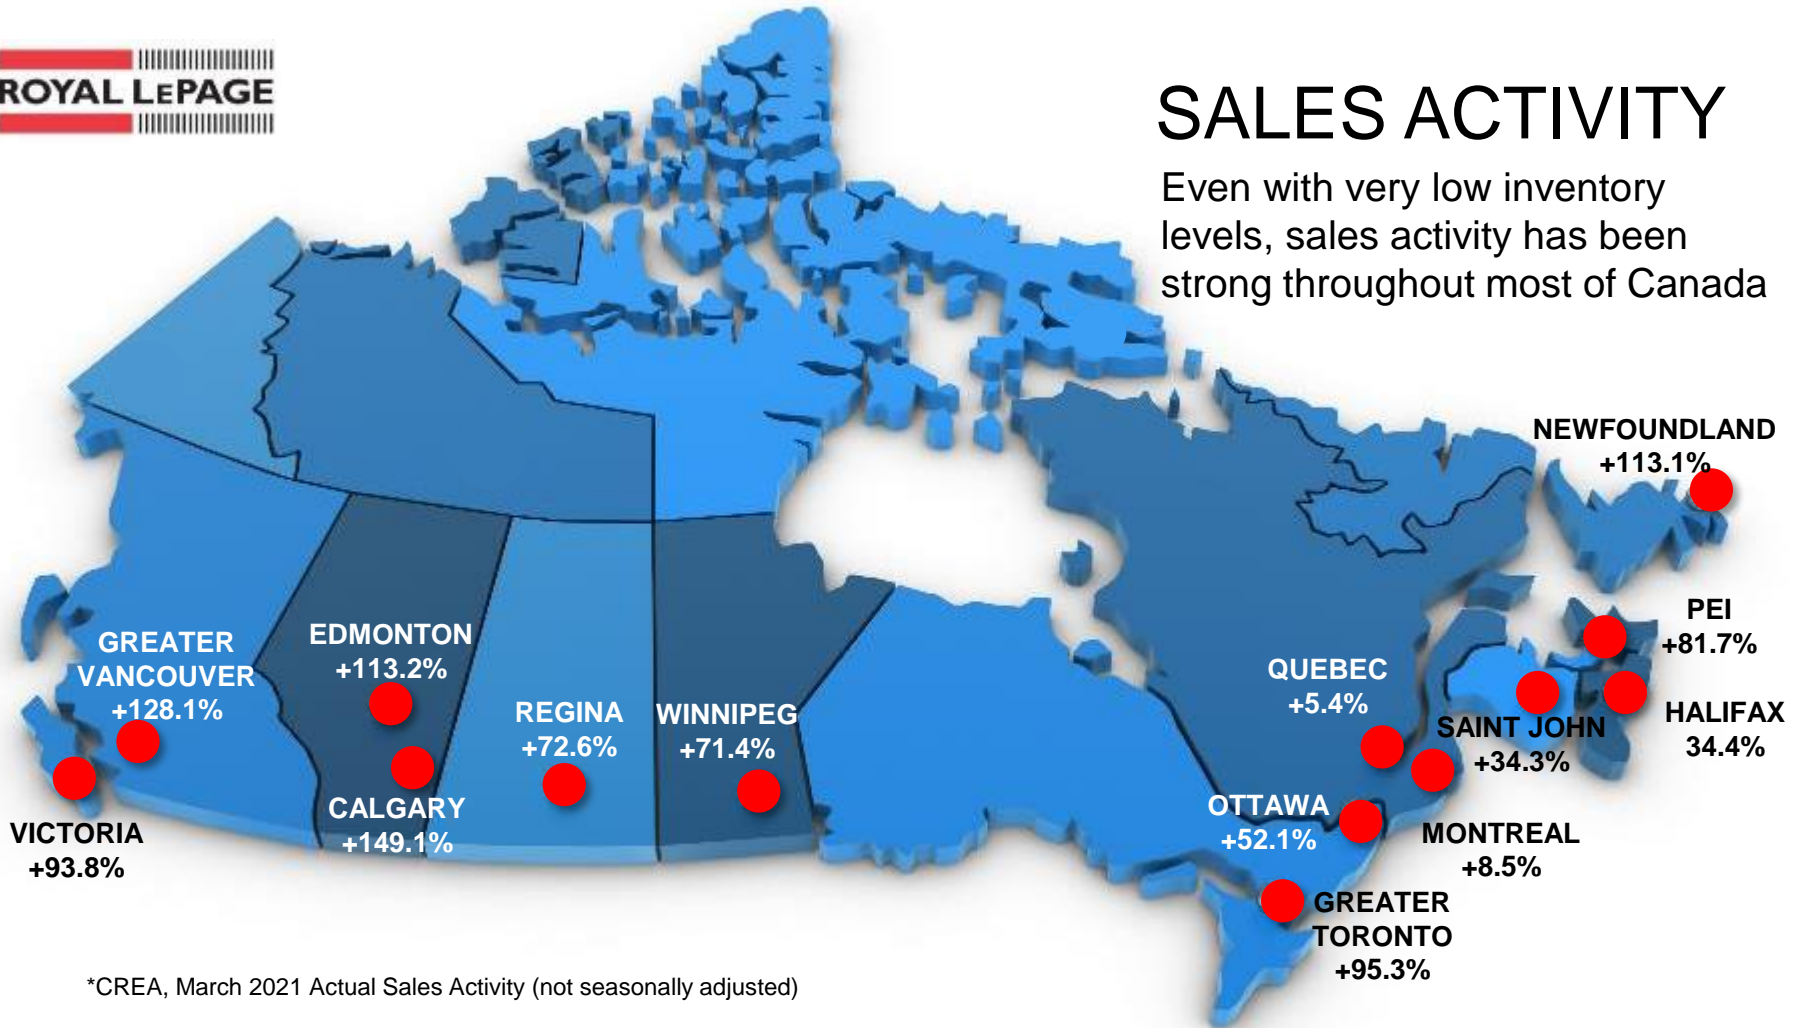 ROYAL LEPAGE
SALES ACTIVITY
Even with very low inventory
levels, sales activity has been
strong throughout most of Canada
NEWFOUNDLAND
+113.1%
PEI
+81.7%
HALIFAX
34.4%
SAINT JOHN
+34.3%
QUEBEC
+5.4%
MONTREAL
+8.5%
OTTAWA
+52.1%
GREATER
TORONTO
+95.3%
WINNIPEG
+71.4%
REGINA
+72.6%
EDMONTON
+113.2%
CALGARY
+149.1%
GREATER
VANCOUVER
+128.1%
VICTORIA
+93.8%
*CREA, March 2021 Actual Sales Activity (not seasonally adjusted)